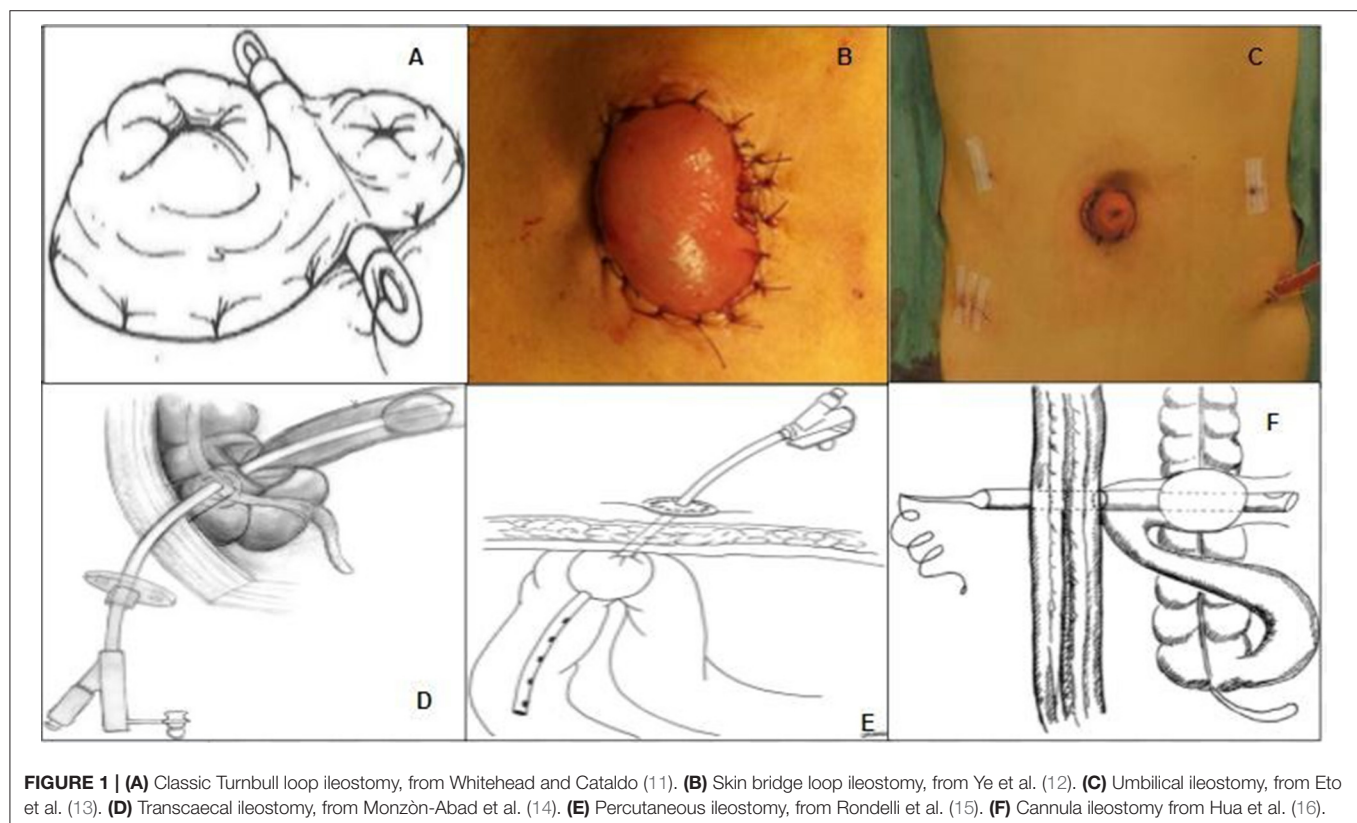 A
B
C
D
E
F
FIGURE 1 | (A) Classic Turnbull loop ileostomy, from Whitehead and Cataldo (11). (B) Skin bridge loop ileostomy, from Ye et al. (12). (C) Umbilical ileostomy, from Eto
et al. (13). (D) Transcaecal ileostomy, from Monzòn-Abad et al. (14). (E) Percutaneous ileostomy, from Rondelli et al. (15). (F) Cannula ileostomy from Hua et al. (16).